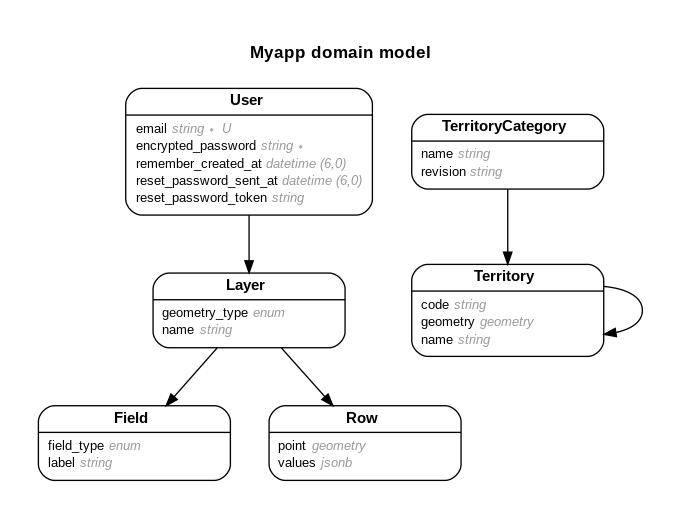 Myapp domain model
User
email string ∗ U
encrypted_password string ∗
remember_created_at datetime (6,0)
reset_password_sent_at datetime (6,0)
reset_password_token string
TerritoryCategory
name string
revision string
Layer
geometry_type enum
name string
Territory
code string
geometry geometry
name string
Field
field_type enum
label string
Row
point geometry
values jsonb